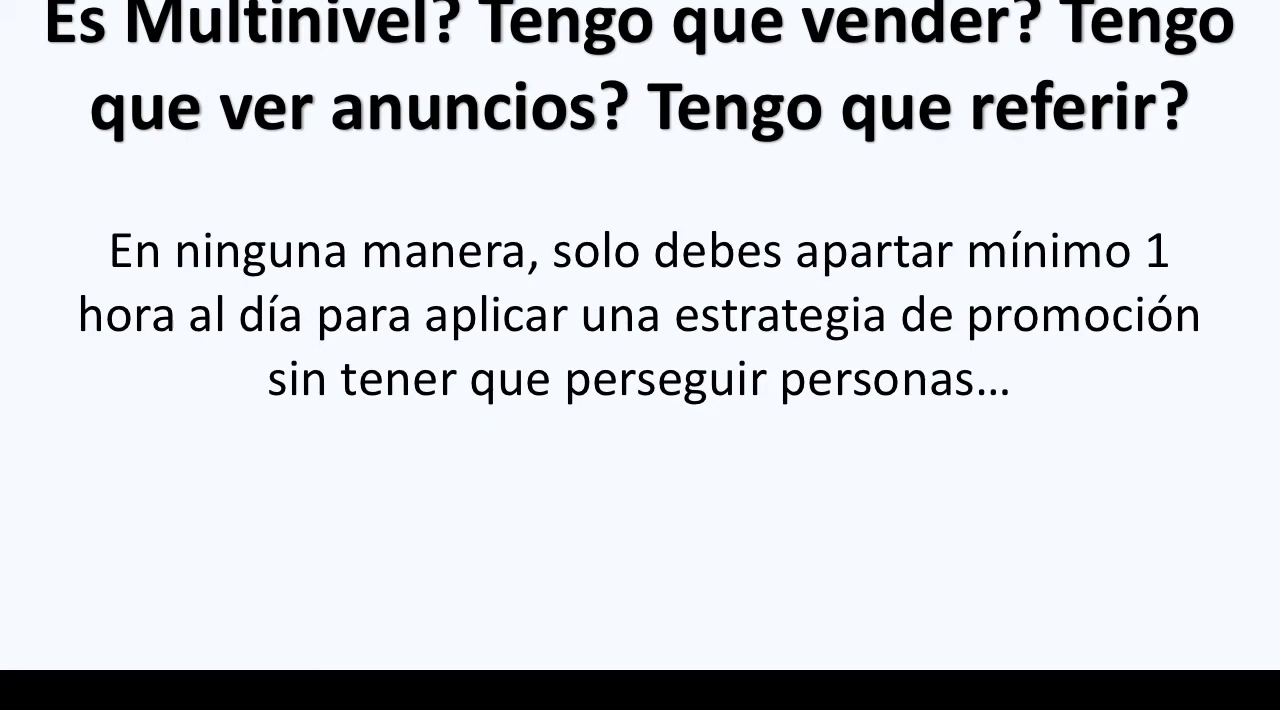 Es Multinivel? Tengo que vender? Tengo
que ver anuncios? Tengo que referir?
En ninguna manera, solo debes apartar mínimo 1
hora al día para aplicar una estrategia de promoción
sin tener que perseguir personas...